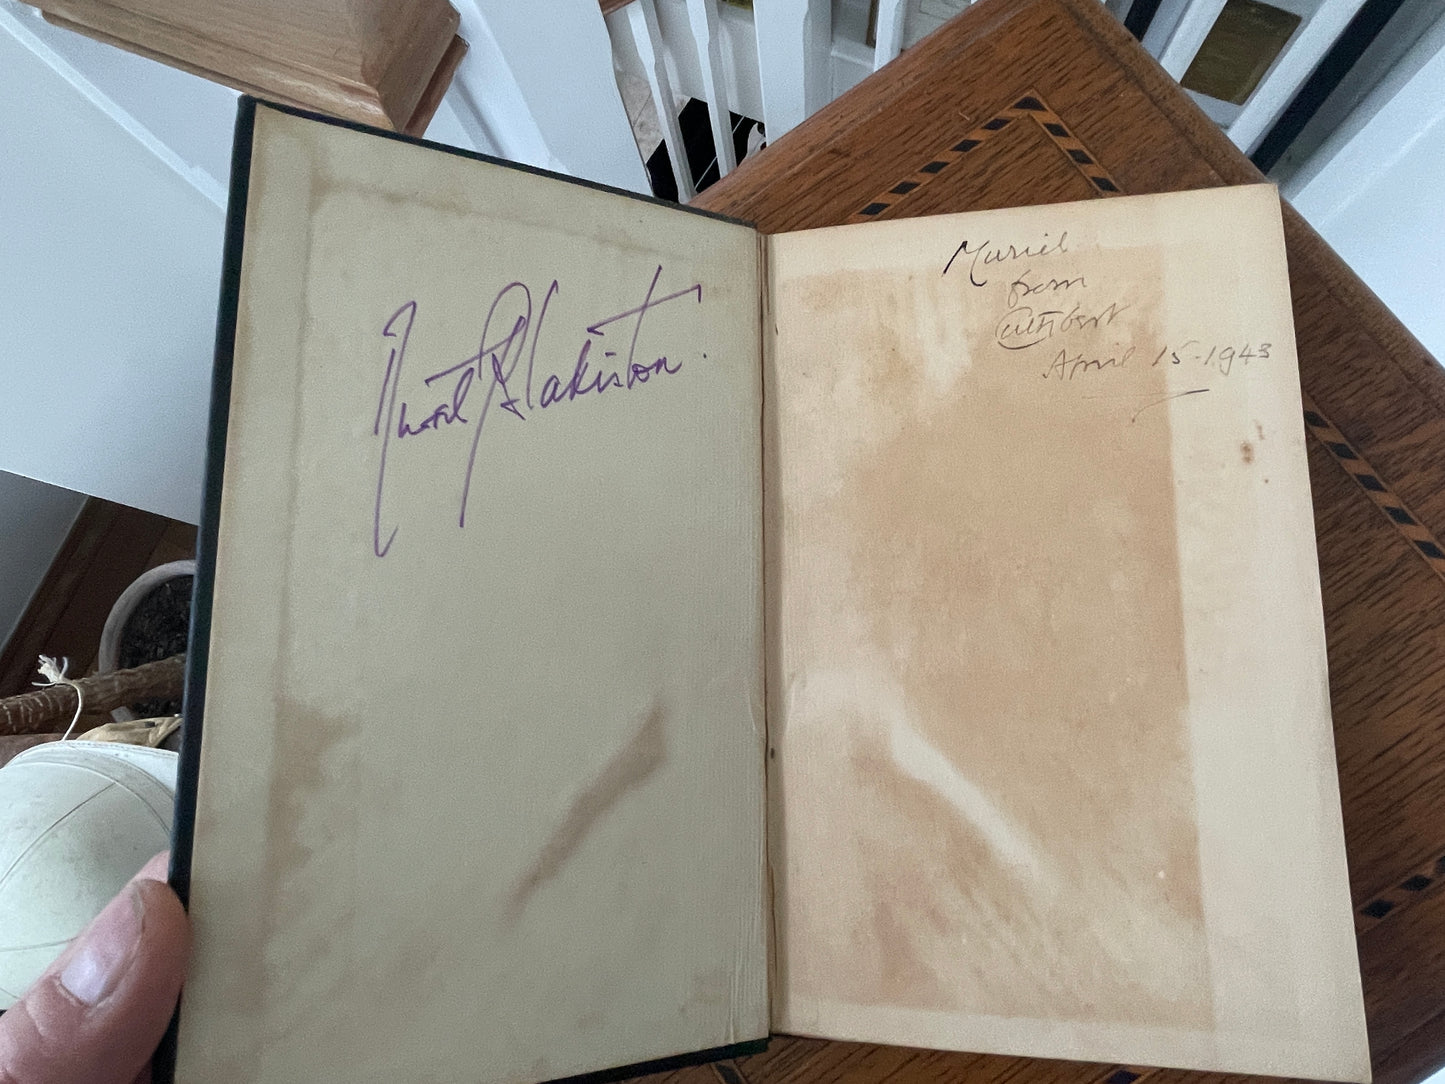 Muriel Blakiston.
Muriel
from
Cuthbert
April 15-1943